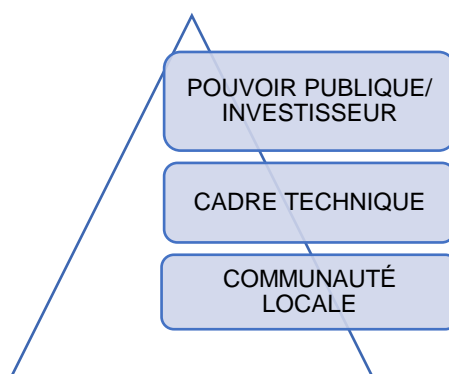 POUVOIR PUBLIQUE/
INVESTISSEUR
CADRE TECHNIQUE
COMMUNAUTÉ
LOCALE